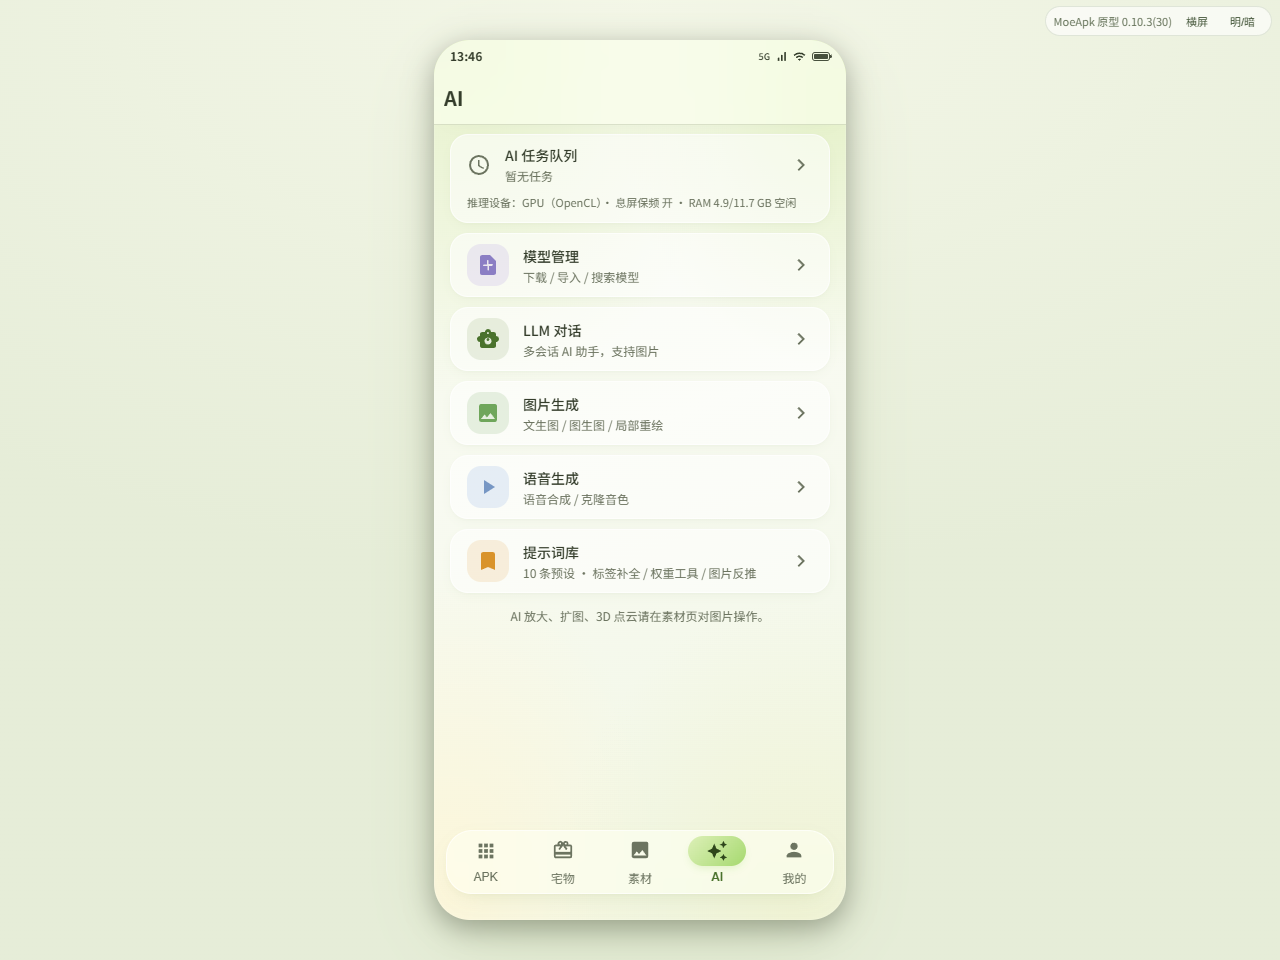 MoeApk 原型 0.10.3(30) 横屏 明/暗
13:46 5G
AI
AI 任务队列
暂无任务
推理设备：GPU（OpenCL）· 息屏保频 开 · RAM 4.9/11.7 GB 空闲
模型管理
下载 / 导入 / 搜索模型
LLM 对话
多会话 AI 助手，支持图片
图片生成
文生图 / 图生图 / 局部重绘
语音生成
语音合成 / 克隆音色
提示词库
10 条预设 · 标签补全 / 权重工具 / 图片反推
AI 放大、扩图、3D 点云请在素材页对图片操作。
APK 宅物 素材 AI 我的